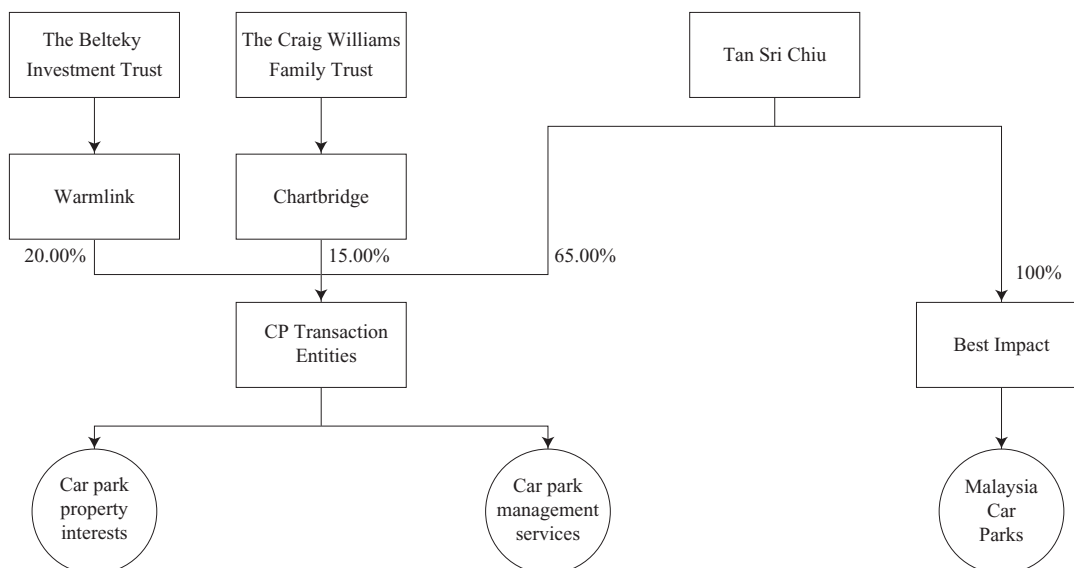 The Belteky
Investment Trust
The Craig Williams
Family Trust
Tan Sri Chiu
Warmlink
Chartbridge
20.00%
15.00%
65.00%
100%
CP Transaction
Entities
Best Impact
Car park
property
interests
Car park
management
services
Malaysia
Car
Parks